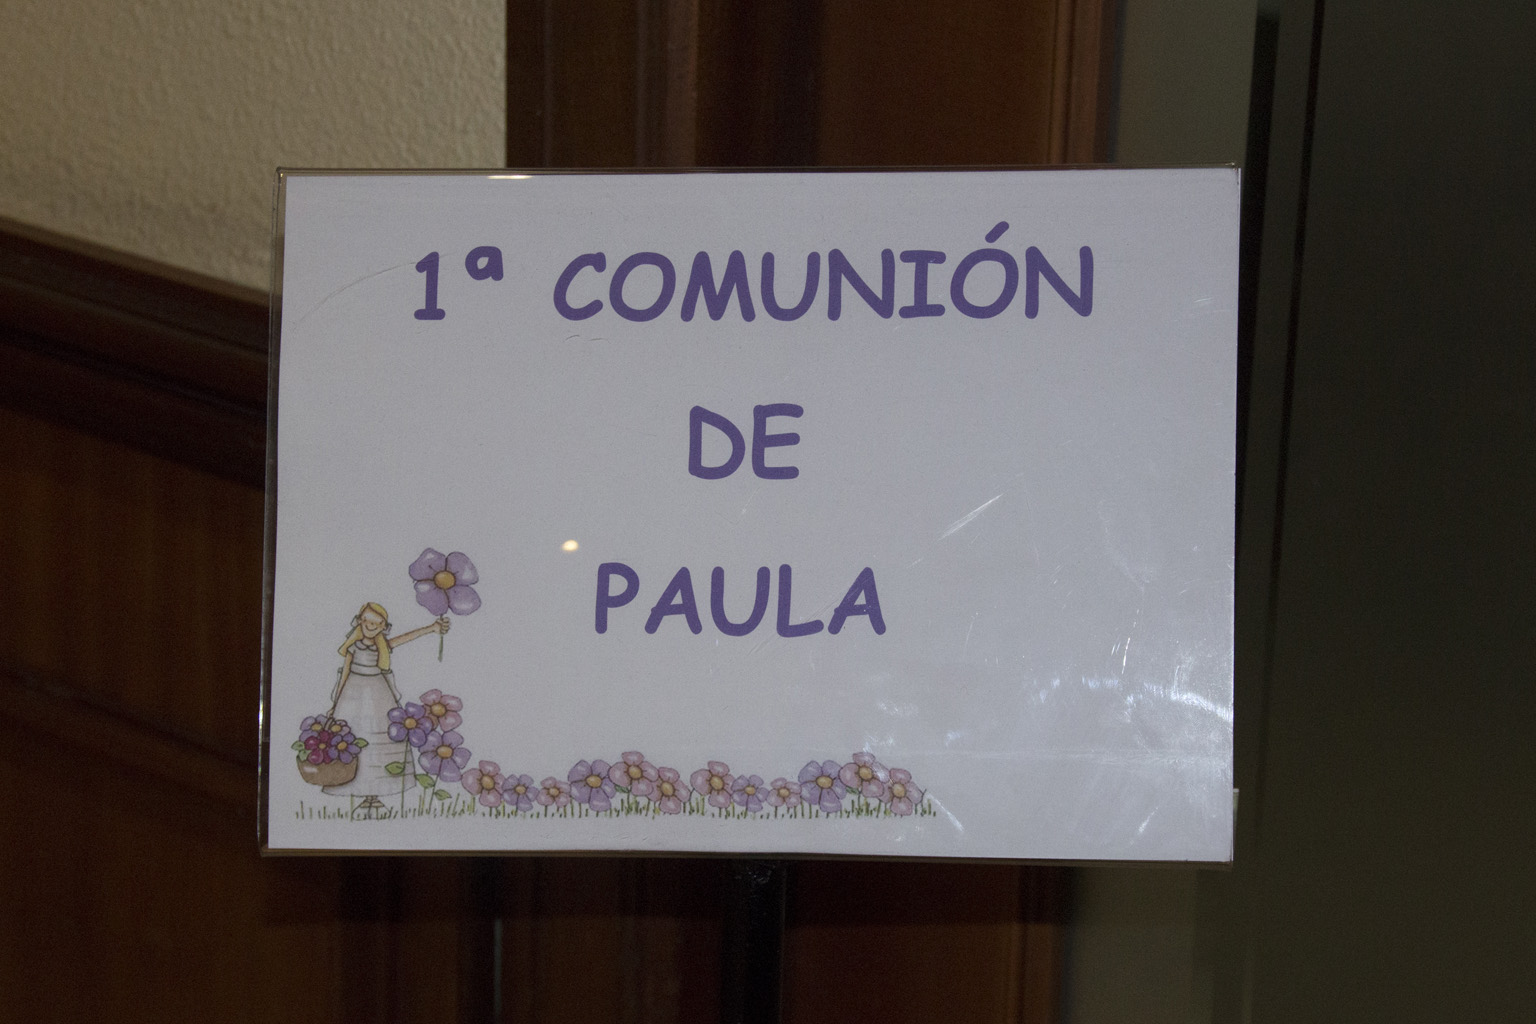 1ª COMUNIÓN
DE
PAULA